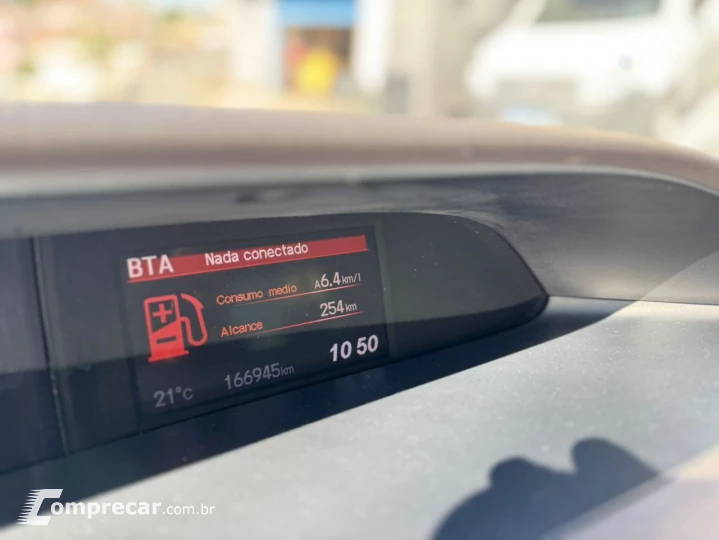 BTA Nada conectado
Consumo medio A6.4km/l
Alcance 254km
10 50
21°C 166945km
Comprecar.com.br